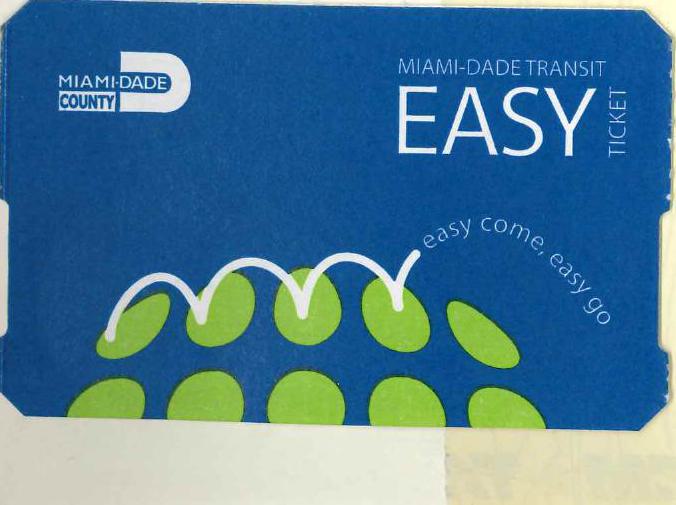 MIAMI-DADE
COUNTY
MIAMI-DADE TRANSIT
EASY
TICKET
easy come, easy go